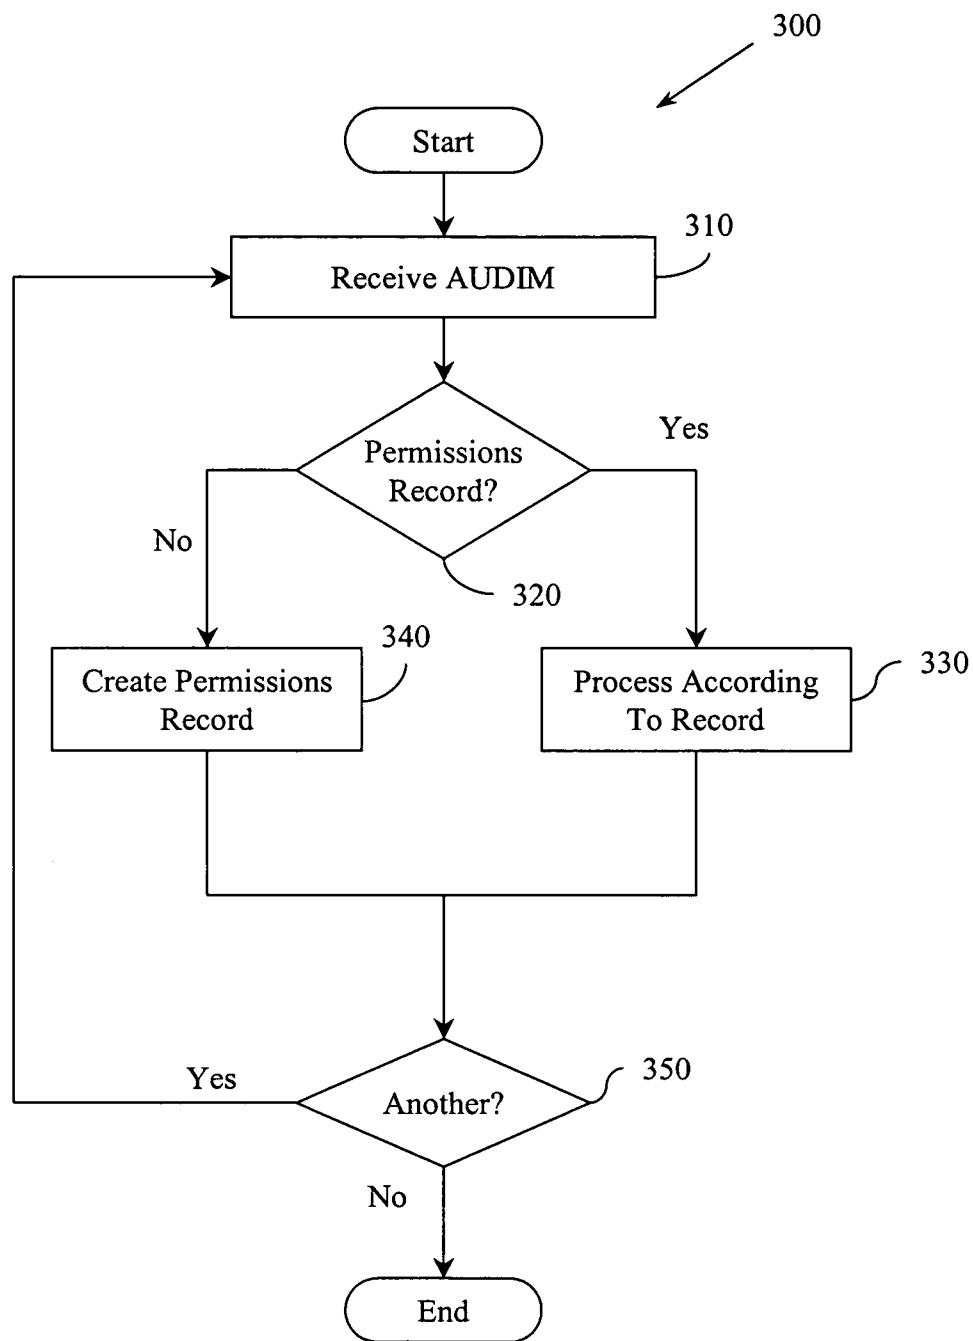 300
Start
310
Receive AUDIM
Yes
Permissions
Record?
No
320
340
330
Create Permissions
Record
Process According
To Record
350
Yes
Another?
No
End